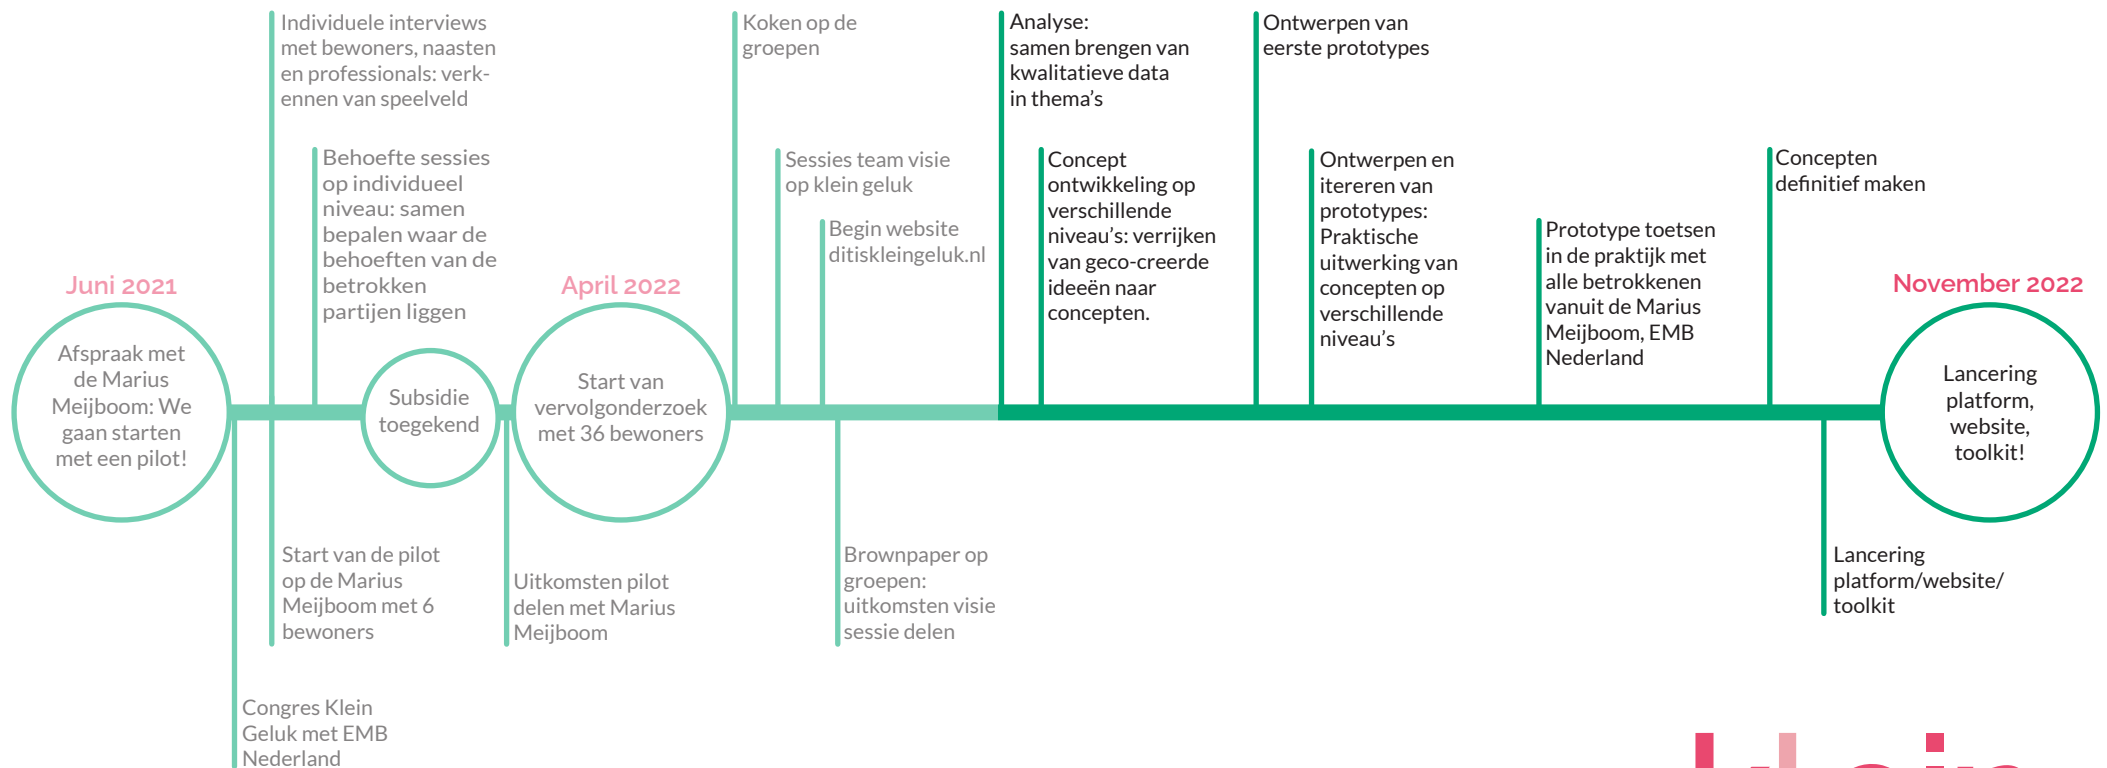 Individuele interviews
met bewoners, naasten
en professionals: verk-
ennen van speelveld
Behoefte sessies
op individueel
niveau: samen
bepalen waar de
behoeften van de
betrokken
partijen liggen
Juni 2021
Afspraak met
de Marius
Meijboom: We
gaan starten
met een pilot!
Subsidie
toegekend
April 2022
Start van
vervolgonderzoek
met 36 bewoners
Start van de pilot
op de Marius
Meijboom met 6
bewoners
Congres Klein
Geluk met EMB
Nederland
Uitkomsten pilot
delen met Marius
Meijboom
Koken op de
groepen
Sessies team visie
op klein geluk
Begin website
ditiskleingeluk.nl
Brownpaper op
groepen:
uitkomsten visie
sessie delen
Analyse:
samen brengen van
kwalitatieve data
in thema's
Concept
ontwikkeling op
verschillende
niveau's: verrijken
van geco-creerde
ideeën naar
concepten.
Ontwerpen van
eerste prototypes
Ontwerpen en
itereren van
prototypes:
Praktische
uitwerking van
concepten op
verschillende
niveau's
Prototype toetsen
in de praktijk met
alle betrokkenen
vanuit de Marius
Meijboom, EMB
Nederland
Concepten
definitief maken
November 2022
Lancering
platform,
website,
toolkit!
Lancering
platform/website/
toolkit
klein